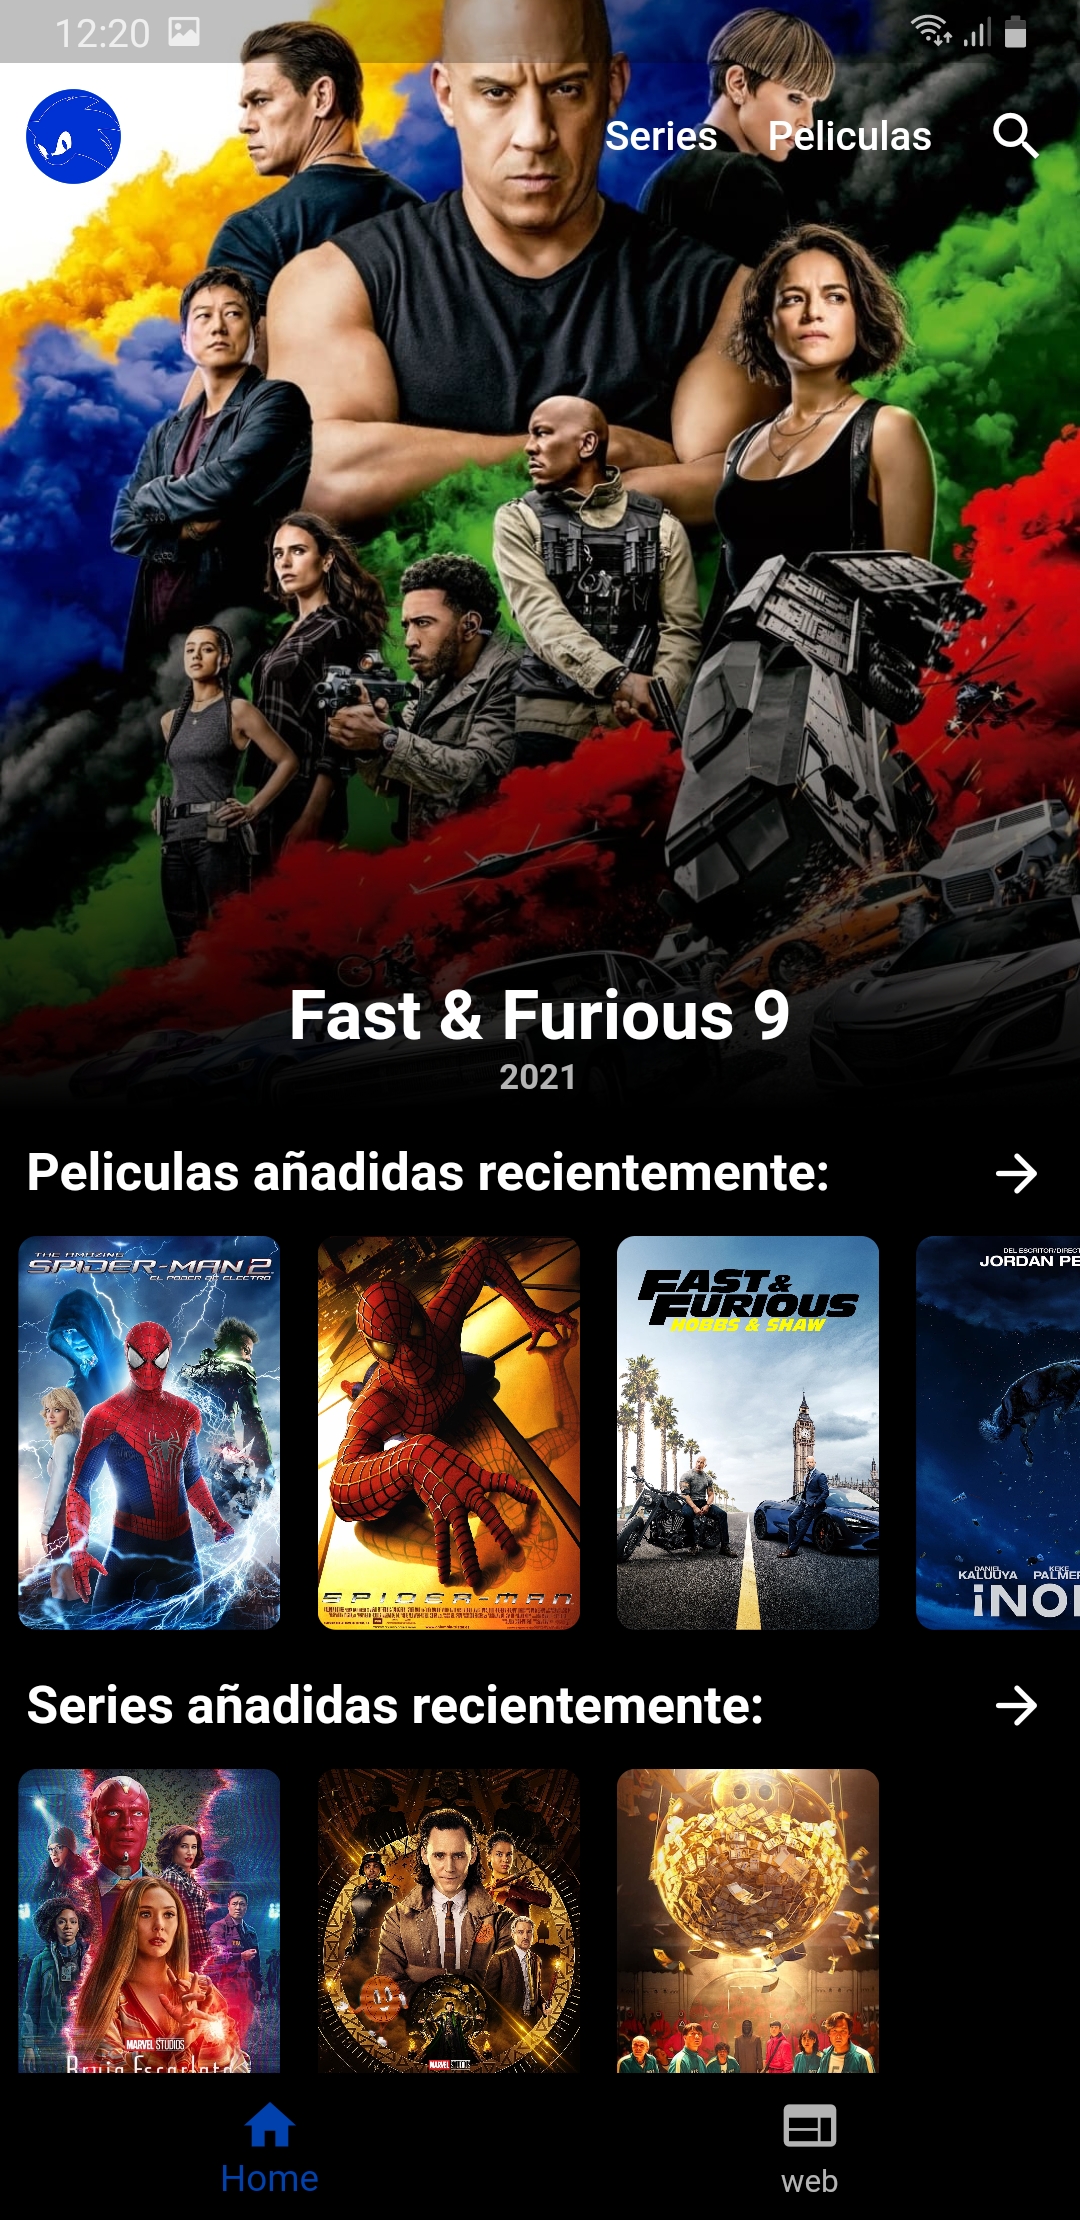 12:20
Series Peliculas
Fast & Furious 9
2021
Peliculas añadidas recientemente:
THE AMAZING
SPIDER-MAN 2
EL PODER DE ELECTRO
SPIDER-MAN
FAST &
FURIOUS
HOBBS & SHAW
DEL ESCRITOR/DIRECT
JORDAN PE
DANIEL
KALUUYA
KEKE
PALMER
¡NO
Series añadidas recientemente:
MARVEL STUDIOS
Bruja Escarlata
MARVEL STUDIOS
Home
web